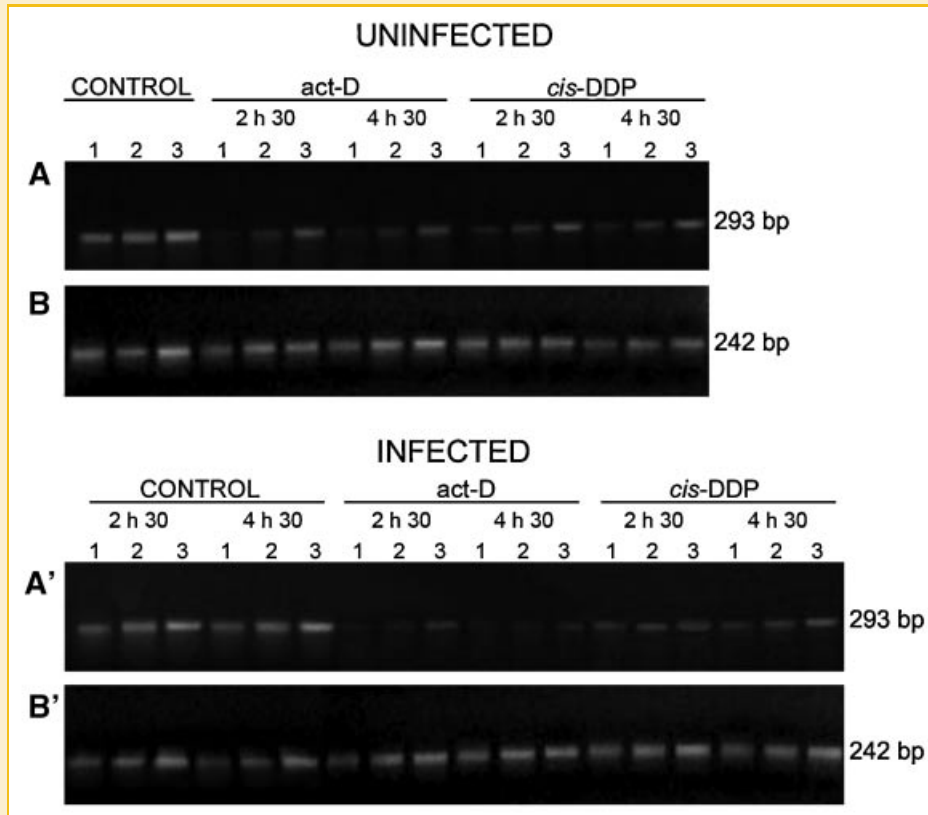 UNINFECTED
CONTROL act-D cis-DDP
2 h 30 4 h 30 2 h 30 4 h 30
1 2 3 1 2 3 1 2 3 1 2 3 1 2 3
A 293 bp
B 242 bp
INFECTED
CONTROL act-D cis-DDP
2 h 30 4 h 30 2 h 30 4 h 30 2 h 30 4 h 30
1 2 3 1 2 3 1 2 3 1 2 3 1 2 3 1 2 3
A' 293 bp
B' 242 bp